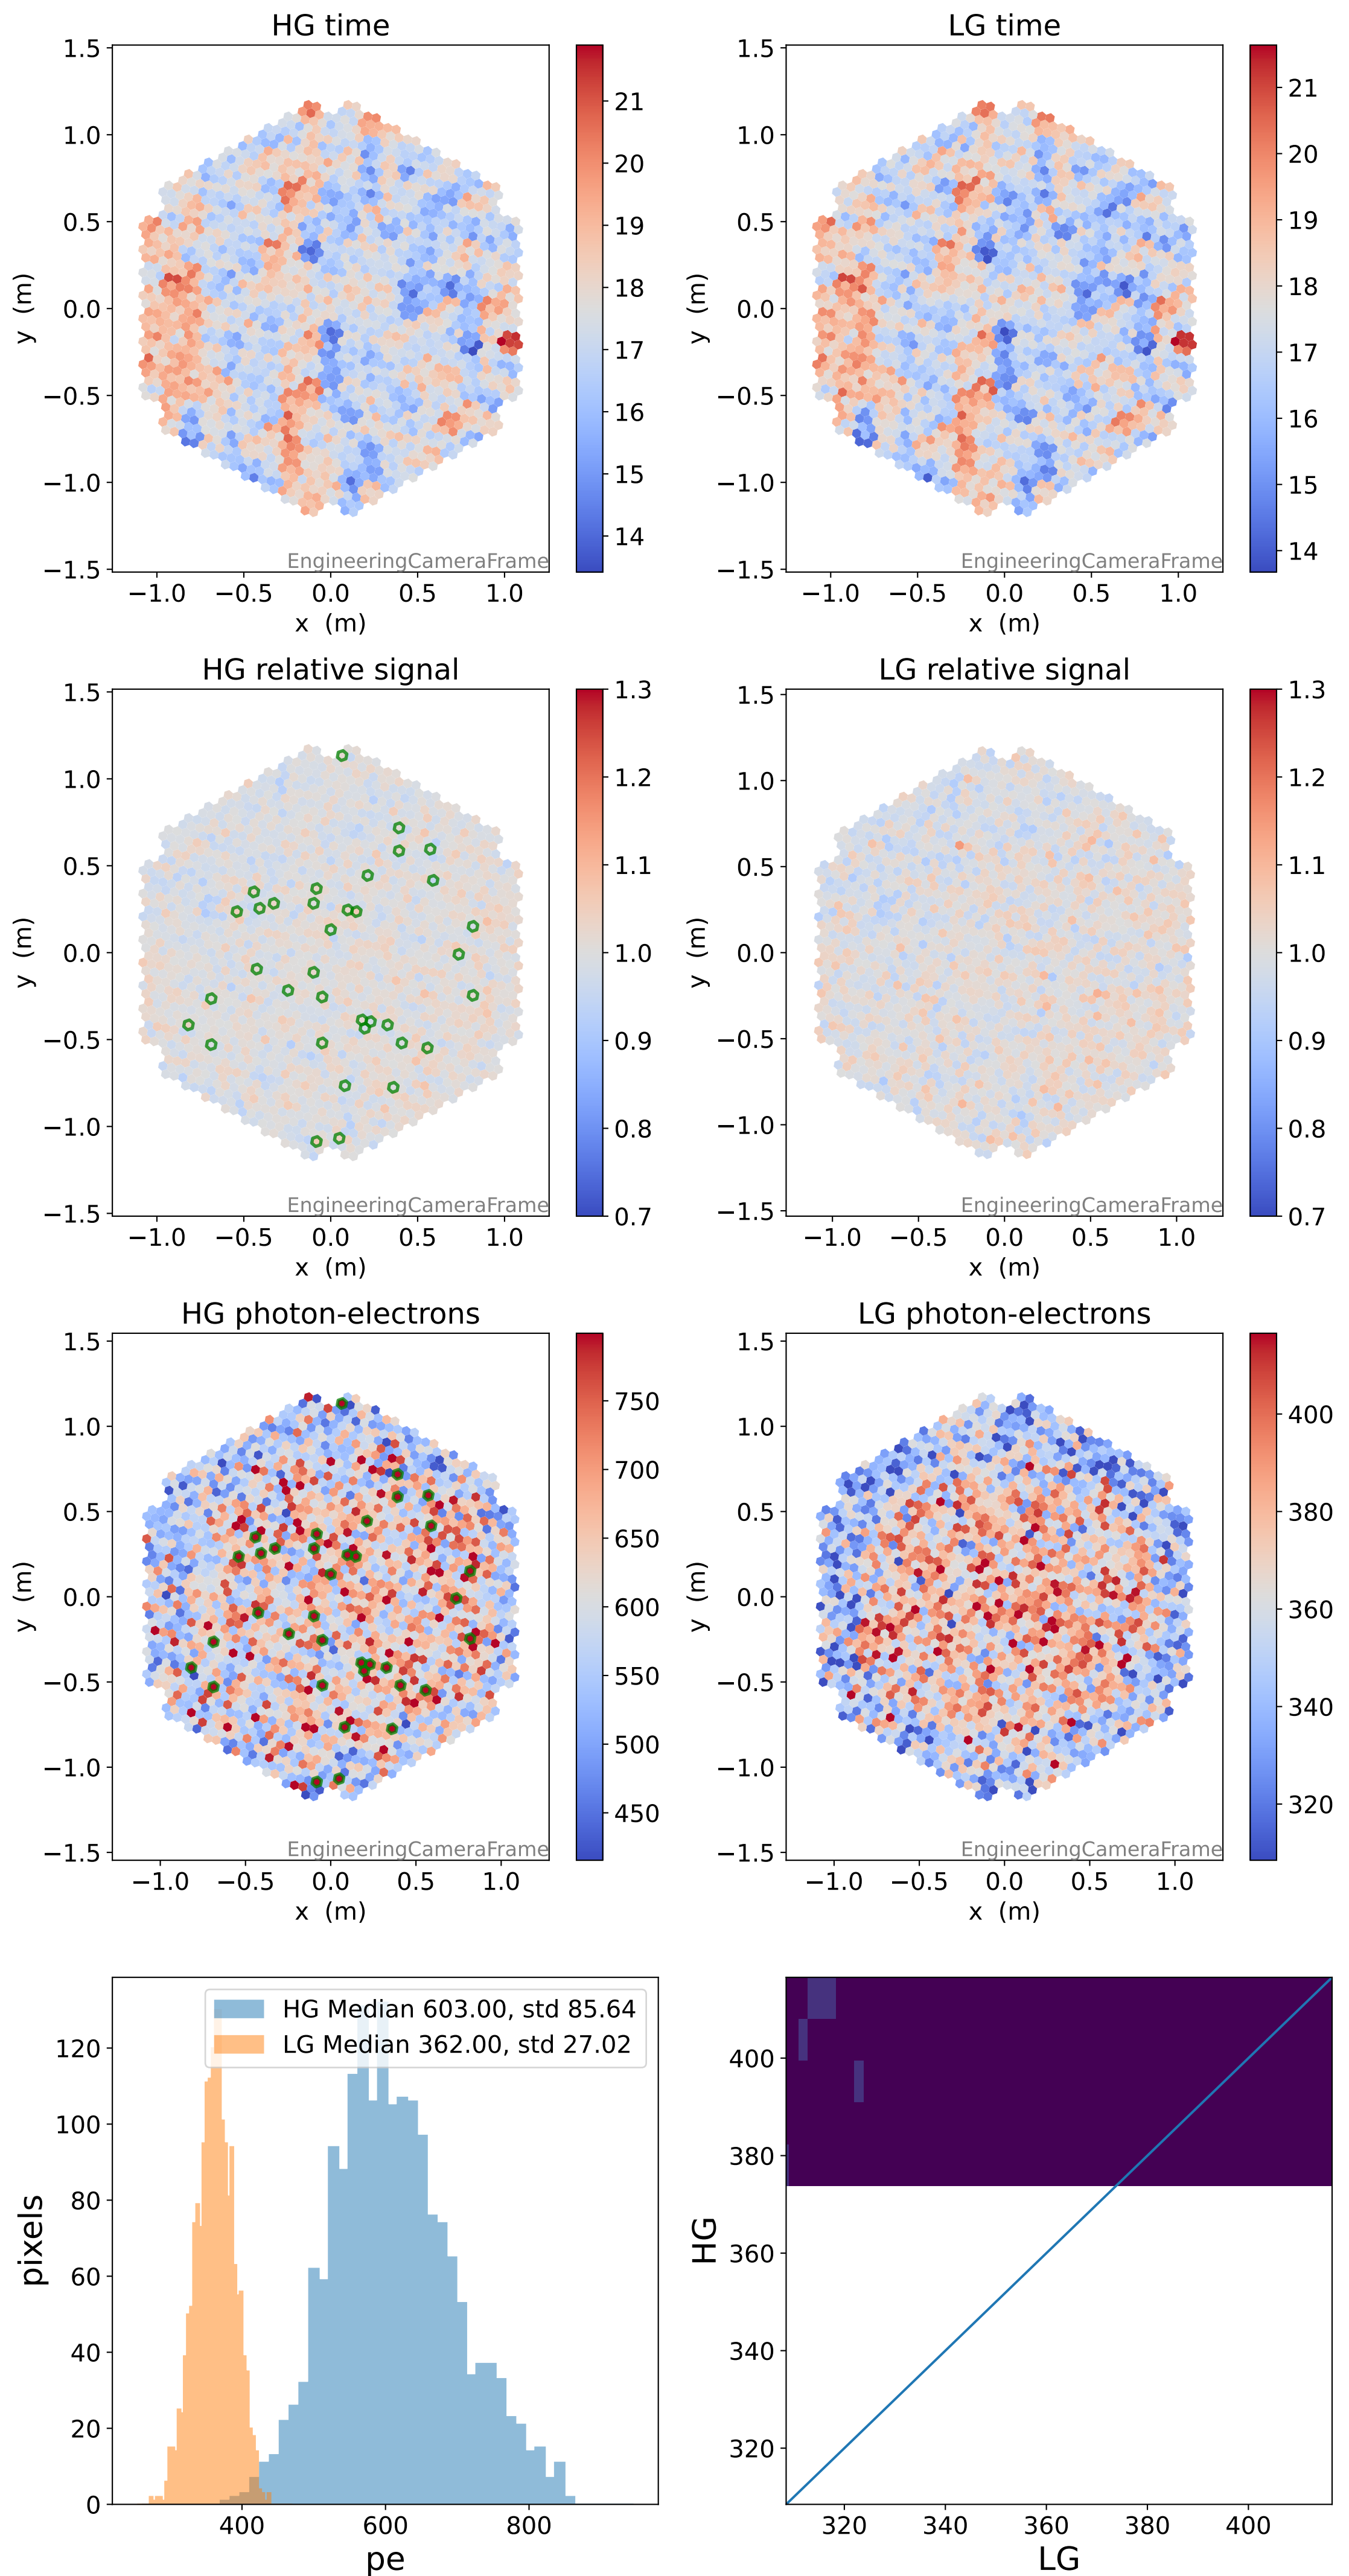 HG time
LG time
1.5
1.0
0.5
0.0
−0.5
−1.0
−1.5
y (m)
−1.0 −0.5 0.0 0.5 1.0
x (m)
EngineeringCameraFrame
21
20
19
18
17
16
15
14
1.5
1.0
0.5
0.0
−0.5
−1.0
−1.5
y (m)
−1.0 −0.5 0.0 0.5 1.0
x (m)
EngineeringCameraFrame
21
20
19
18
17
16
15
14
HG relative signal
LG relative signal
1.5
1.0
0.5
0.0
−0.5
−1.0
−1.5
y (m)
−1.0 −0.5 0.0 0.5 1.0
x (m)
EngineeringCameraFrame
1.3
1.2
1.1
1.0
0.9
0.8
0.7
1.5
1.0
0.5
0.0
−0.5
−1.0
−1.5
y (m)
−1.0 −0.5 0.0 0.5 1.0
x (m)
EngineeringCameraFrame
1.3
1.2
1.1
1.0
0.9
0.8
0.7
HG photon-electrons
LG photon-electrons
1.5
1.0
0.5
0.0
−0.5
−1.0
−1.5
y (m)
−1.0 −0.5 0.0 0.5 1.0
x (m)
EngineeringCameraFrame
750
700
650
600
550
500
450
1.5
1.0
0.5
0.0
−0.5
−1.0
−1.5
y (m)
−1.0 −0.5 0.0 0.5 1.0
x (m)
EngineeringCameraFrame
400
380
360
340
320
HG Median 603.00, std 85.64
LG Median 362.00, std 27.02
120
100
80
60
40
20
0
pixels
400 600 800
pe
400
380
360
340
320
HG
320 340 360 380 400
LG